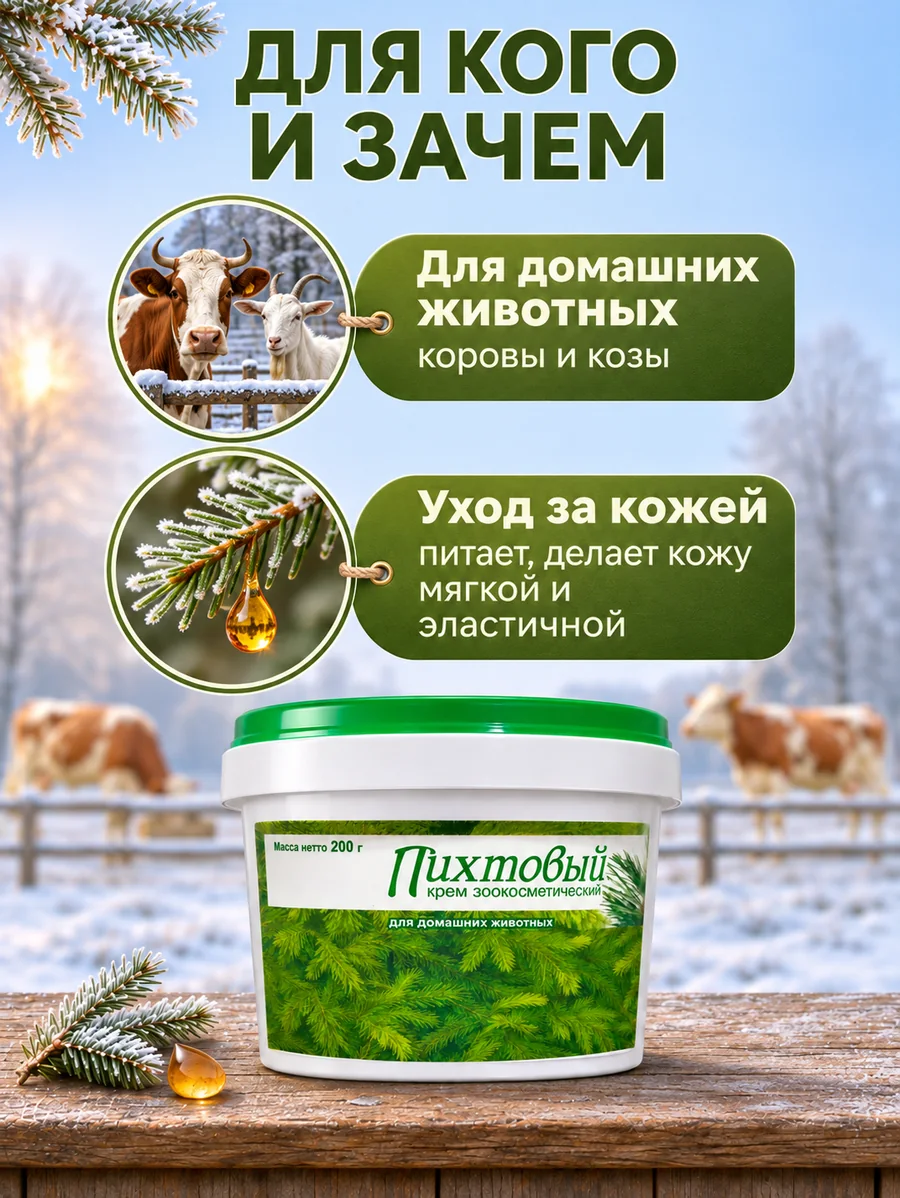 ДЛЯ КОГО
И ЗАЧЕМ
Для домашних
животных
коровы и козы
Уход за кожей
питает, делает кожу
мягкой и
эластичной
Масса нетто 200 г
Пихтовый
крем зоокосметический
для домашних животных